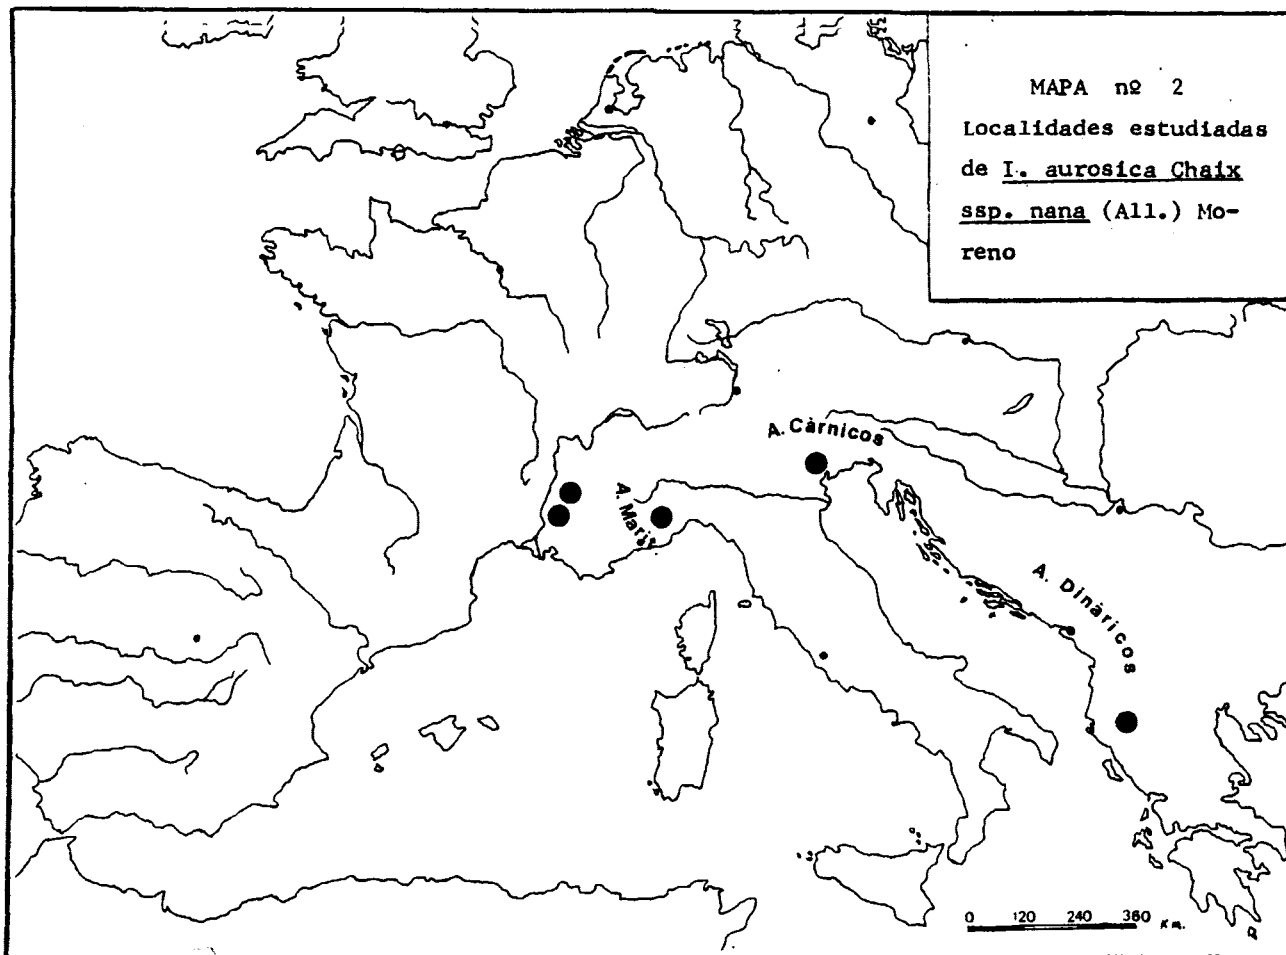 MAPA nº 2
Localidades estudiadas
de I. aurosica Chaix
ssp. nana (All.) Mo-
reno
A. Càrnicos
A. Marit
A. Dinàricos
0 120 240 360 Km.